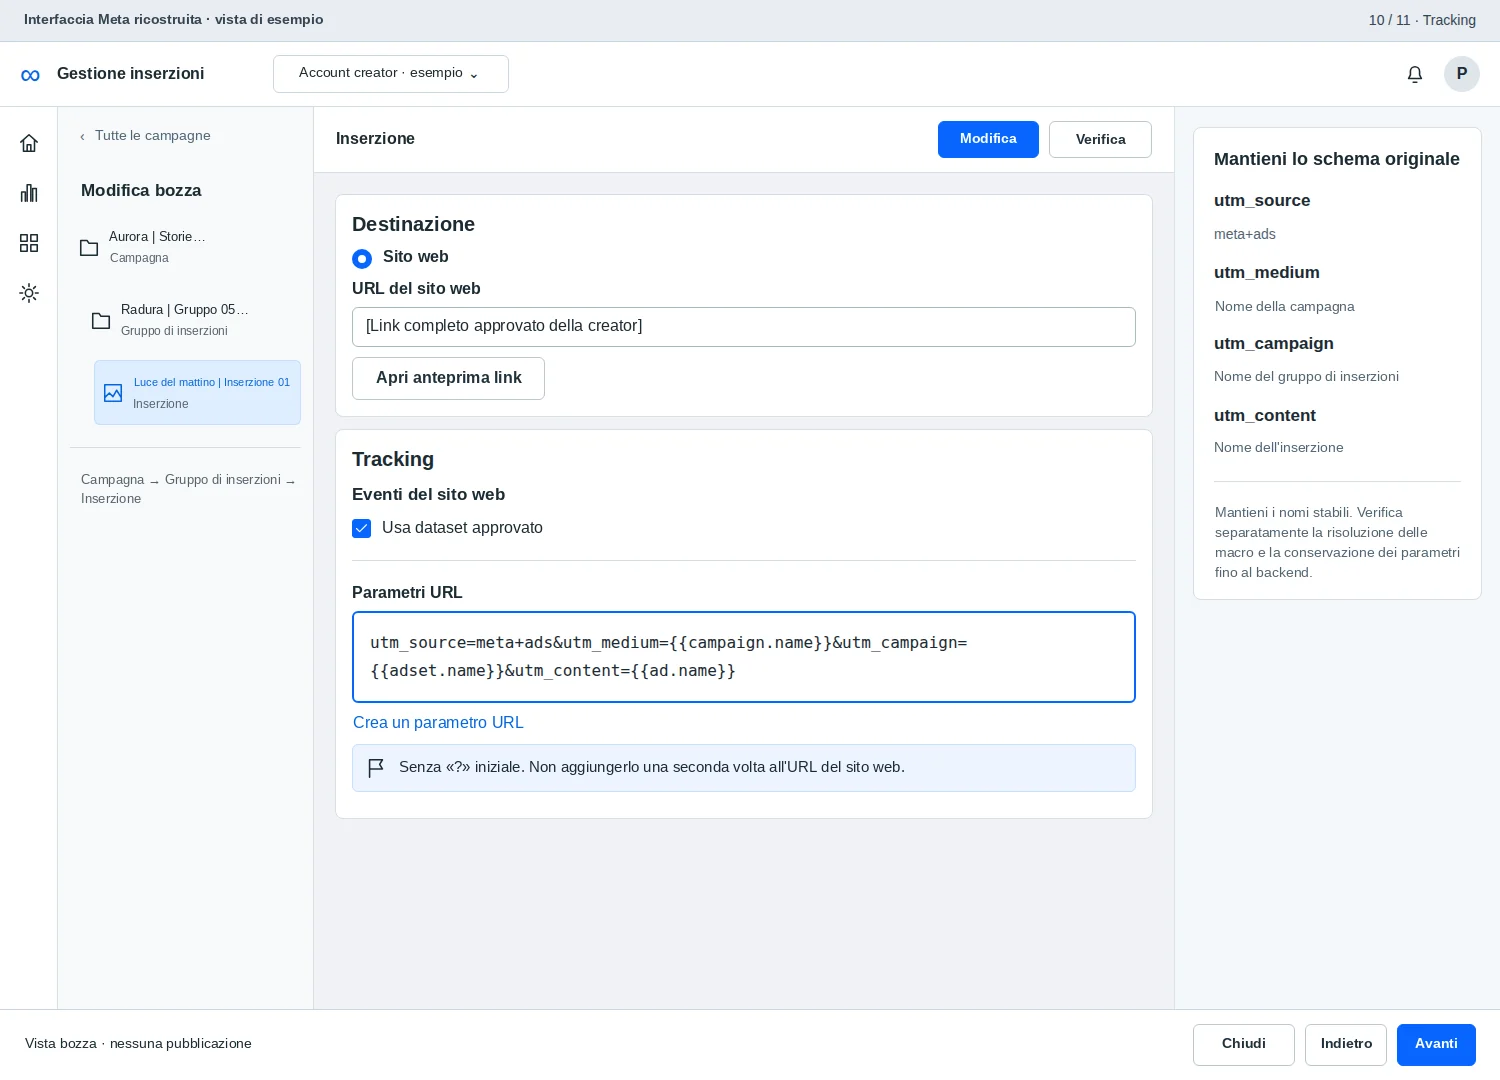 Interfaccia Meta ricostruita · vista di esempio
10 / 11 · Tracking
Gestione inserzioni
Account creator · esempio
P
Tutte le campagne
Modifica bozza
Aurora | Storie…
Campagna
Radura | Gruppo 05…
Gruppo di inserzioni
Luce del mattino | Inserzione 01
Inserzione
Campagna → Gruppo di inserzioni →
Inserzione
Inserzione
Modifica
Verifica
Destinazione
Sito web
URL del sito web
[Link completo approvato della creator]
Apri anteprima link
Tracking
Eventi del sito web
Usa dataset approvato
Parametri URL
utm_source=meta+ads&utm_medium={{campaign.name}}&utm_campaign=
{{adset.name}}&utm_content={{ad.name}}
Crea un parametro URL
Senza «?» iniziale. Non aggiungerlo una seconda volta all'URL del sito web.
Mantieni lo schema originale
utm_source
meta+ads
utm_medium
Nome della campagna
utm_campaign
Nome del gruppo di inserzioni
utm_content
Nome dell'inserzione
Mantieni i nomi stabili. Verifica
separatamente la risoluzione delle
macro e la conservazione dei parametri
fino al backend.
Vista bozza · nessuna pubblicazione
Chiudi
Indietro
Avanti